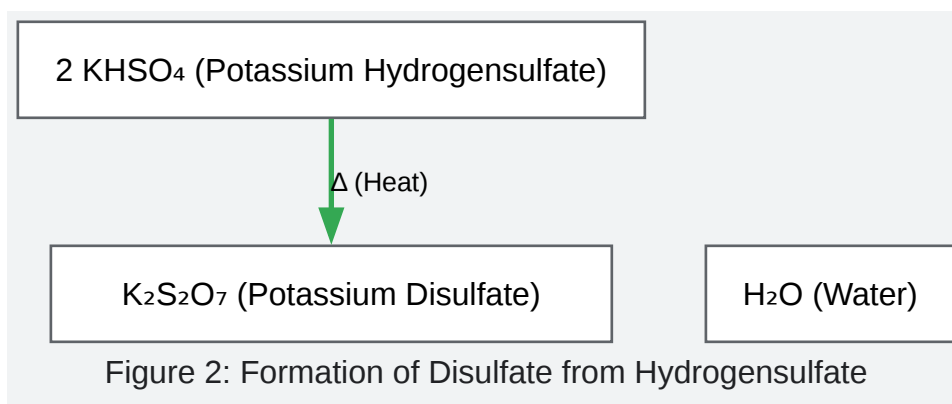 2 KHSO₄ (Potassium Hydrogensulfate)
Δ (Heat)
K₂S₂O₇ (Potassium Disulfate)
H₂O (Water)
Figure 2: Formation of Disulfate from Hydrogensulfate